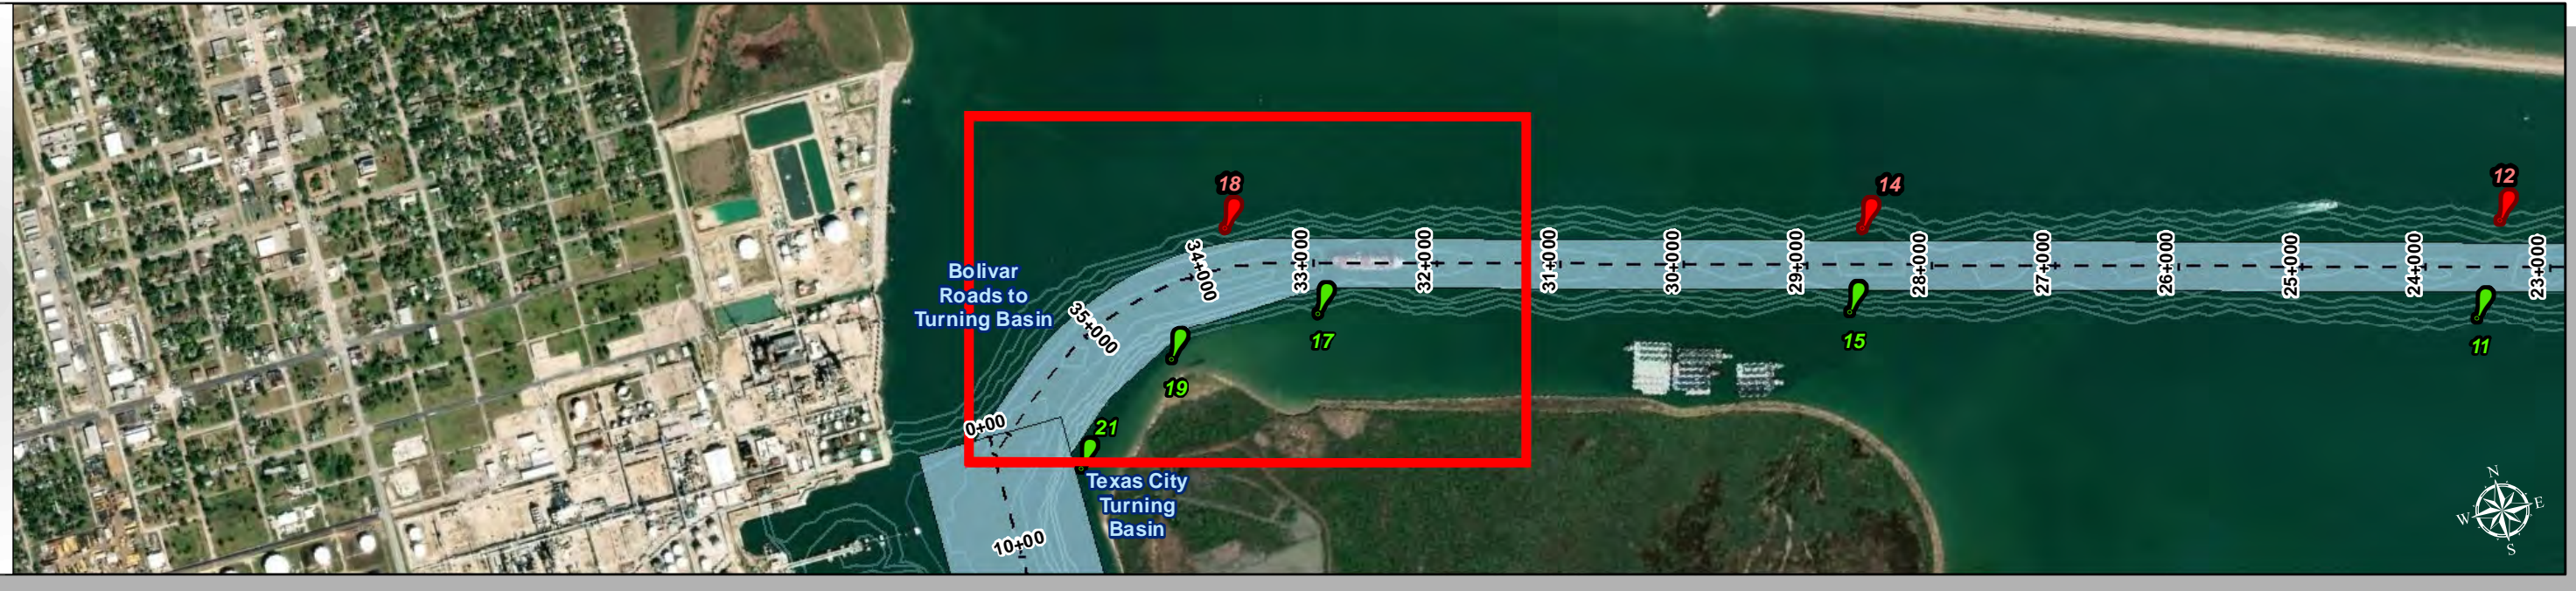 18
14
12
34+000
33+000
32+000
31+000
30+000
29+000
28+000
27+000
26+000
25+000
24+000
23+000
Bolivar
Roads to
Turning Basin
35+000
17
15
11
19
0+00
21
Texas City
Turning
Basin
10+00
N
W
E
S